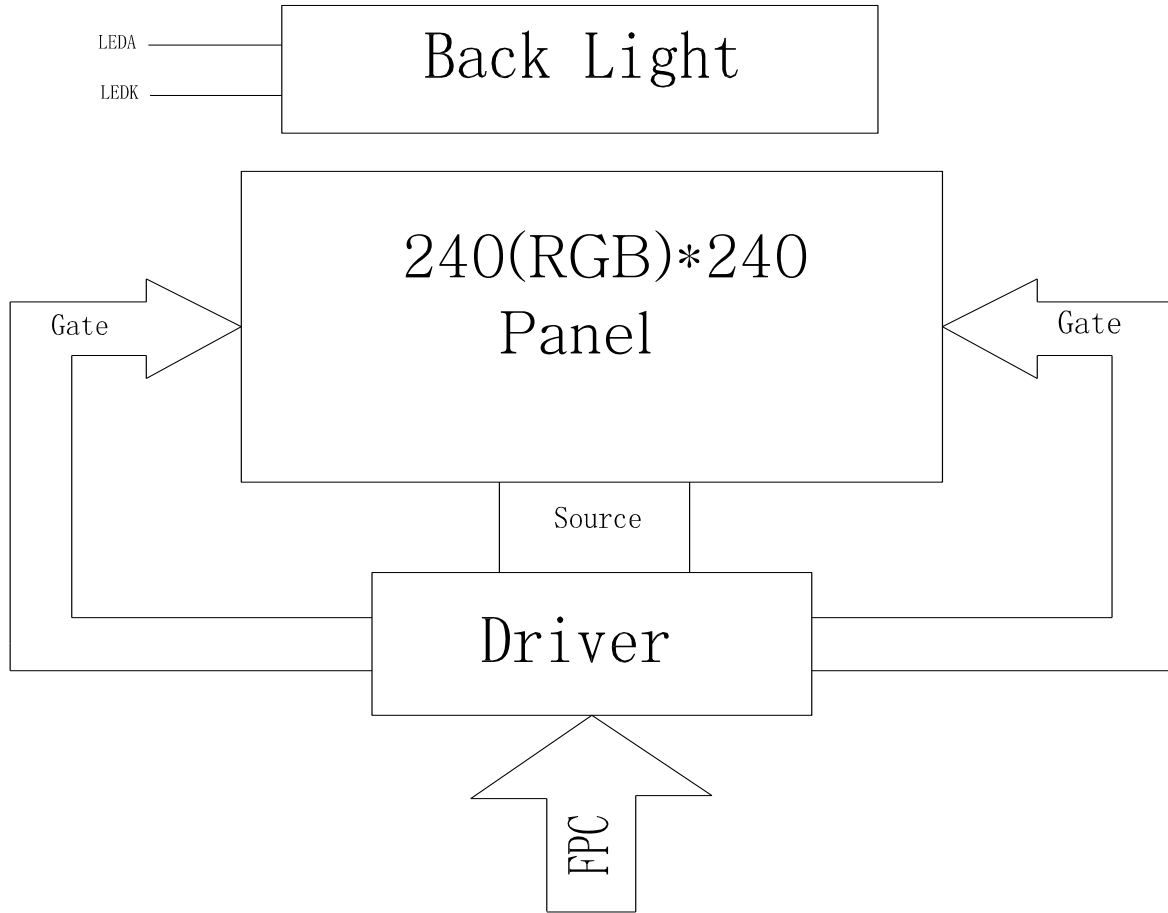 LEDA
Back Light
LEDK
240(RGB)*240
Panel
Gate
Gate
Source
Driver
FPC